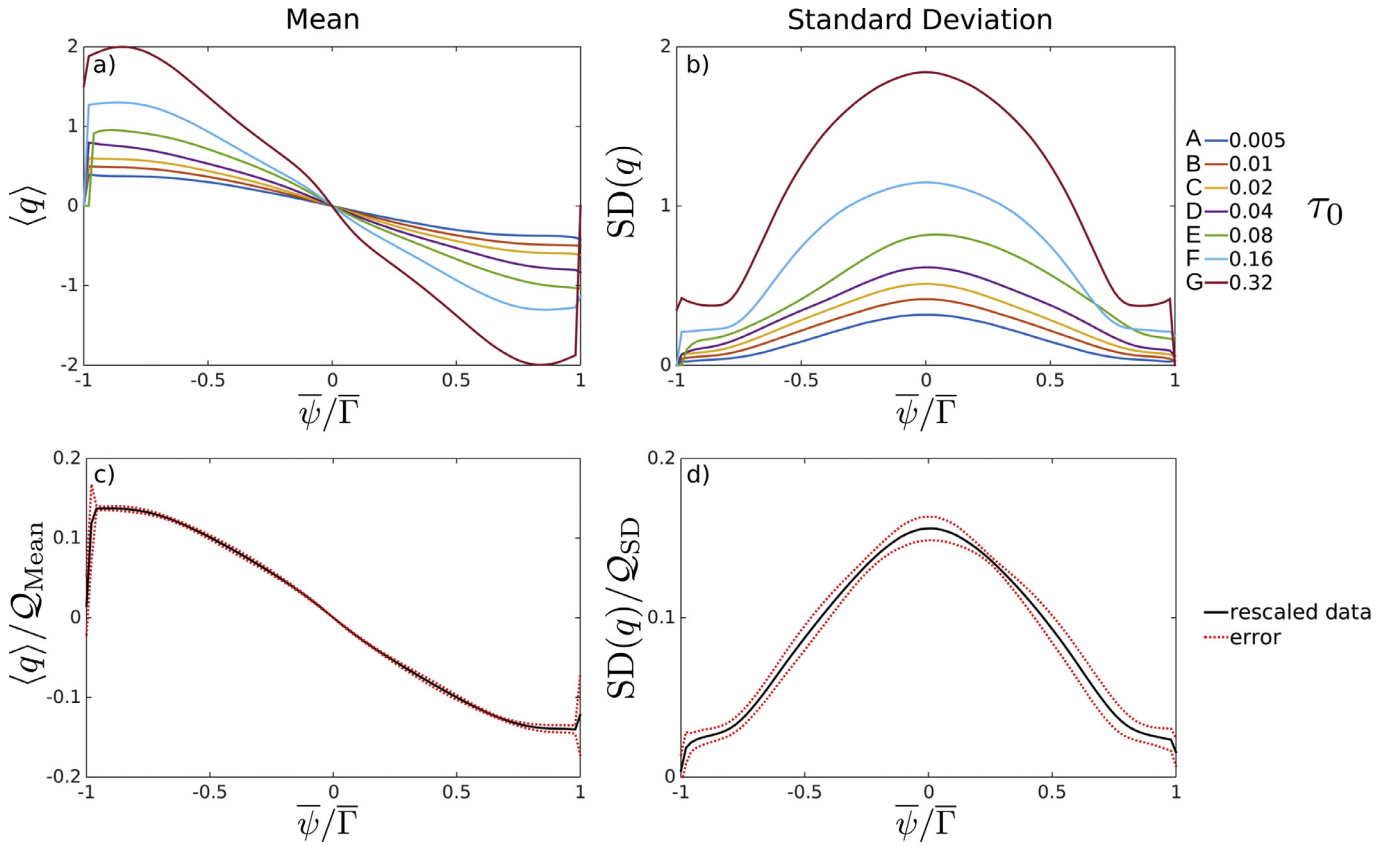 Mean
Standard Deviation
a)
2
1
0
-1
-2
⟨q⟩
-1 -0.5 0 0.5 1
ψ̅/Γ̅
b)
2
1
0
SD(q)
-1 -0.5 0 0.5 1
ψ̅/Γ̅
A 0.005
B 0.01
C 0.02
D 0.04
E 0.08
F 0.16
G 0.32
τ₀
c)
0.2
0.1
0
-0.1
-0.2
⟨q⟩/𝒬_Mean
-1 -0.5 0 0.5 1
ψ̅/Γ̅
d)
0.2
0.1
0
SD(q)/𝒬_SD
-1 -0.5 0 0.5 1
ψ̅/Γ̅
rescaled data
error